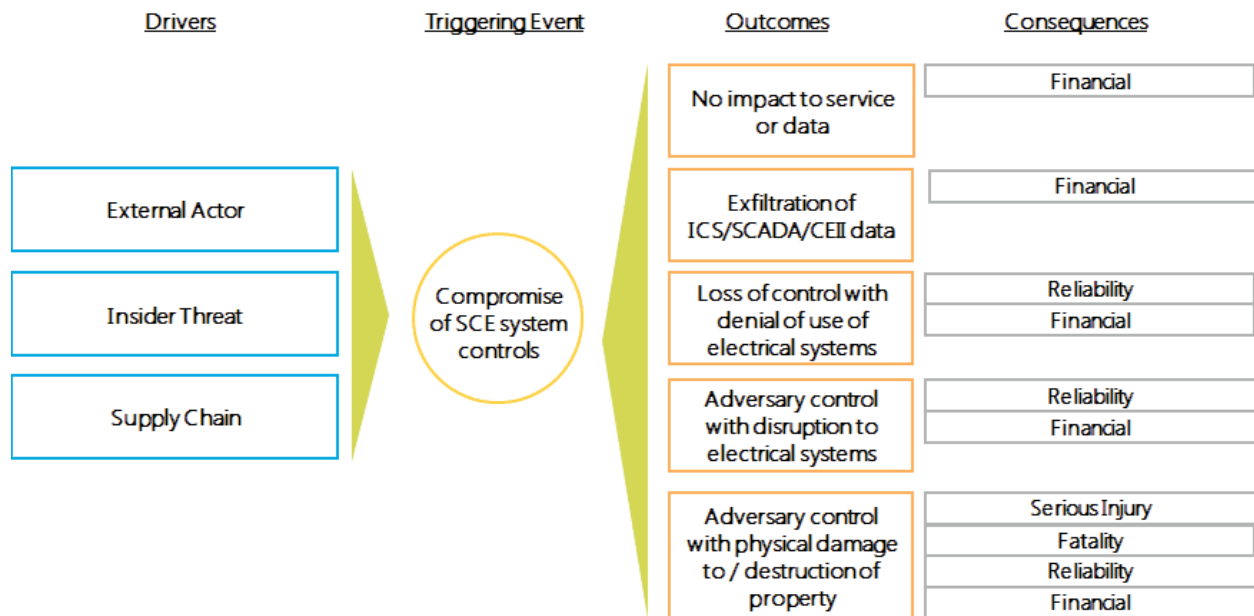 Drivers
Triggering Event
Outcomes
Consequences
External Actor
Insider Threat
Supply Chain
Compromise
of SCE system
controls
No impact to service
or data
Financial
Exfiltration of
ICS/SCADA/CEII data
Financial
Loss of control with
denial of use of
electrical systems
Reliability
Financial
Adversary control
with disruption to
electrical systems
Reliability
Financial
Adversary control
with physical damage
to / destruction of
property
Serious Injury
Fatality
Reliability
Financial